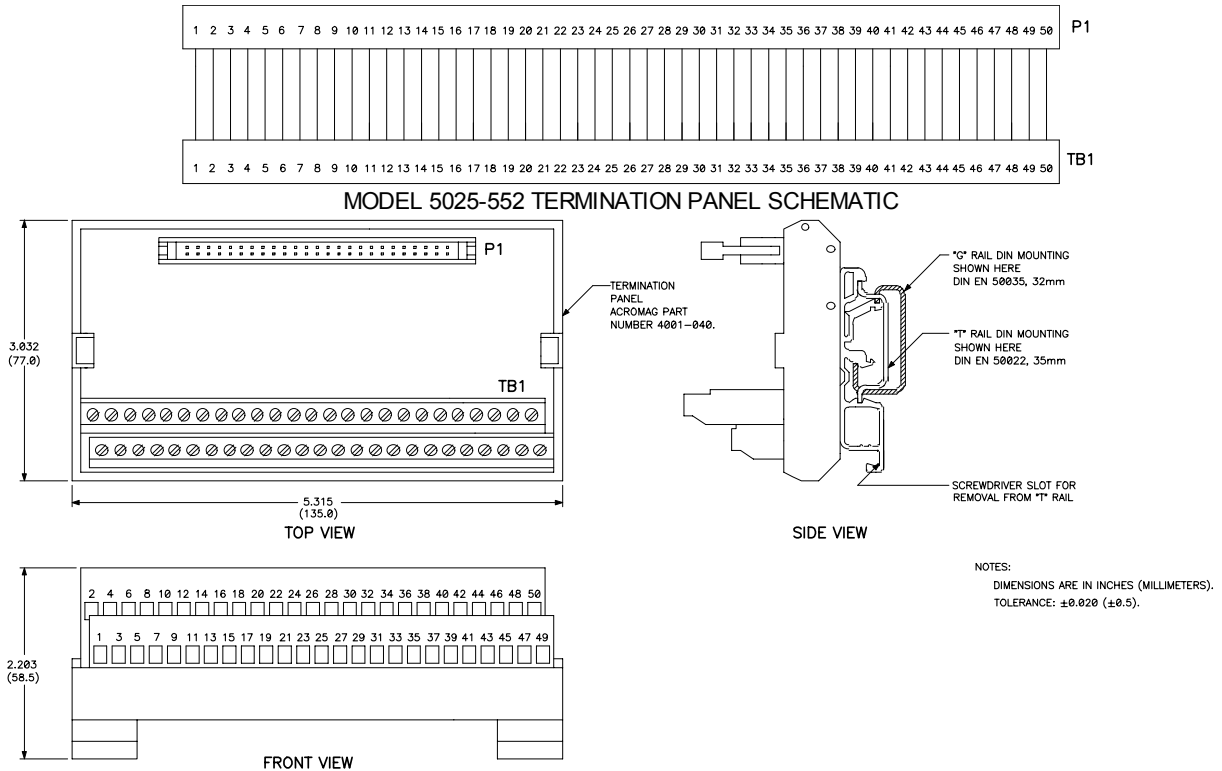 1 2 3 4 5 6 7 8 9 10 11 12 13 14 15 16 17 18 19 20 21 22 23 24 25 26 27 28 29 30 31 32 33 34 35 36 37 38 39 40 41 42 43 44 45 46 47 48 49 50 P1
1 2 3 4 5 6 7 8 9 10 11 12 13 14 15 16 17 18 19 20 21 22 23 24 25 26 27 28 29 30 31 32 33 34 35 36 37 38 39 40 41 42 43 44 45 46 47 48 49 50 TB1
MODEL 5025-552 TERMINATION PANEL SCHEMATIC
P1
TERMINATION
PANEL
ACROMAG PART
NUMBER 4001-040.
3.032
(77.0)
TB1
5.315
(135.0)
TOP VIEW
"G" RAIL DIN MOUNTING
SHOWN HERE
DIN EN 50035, 32mm
"T" RAIL DIN MOUNTING
SHOWN HERE
DIN EN 50022, 35mm
SCREWDRIVER SLOT FOR
REMOVAL FROM "T" RAIL
SIDE VIEW
NOTES:
DIMENSIONS ARE IN INCHES (MILLIMETERS).
TOLERANCE: ±0.020 (±0.5).
2 4 6 8 10 12 14 16 18 20 22 24 26 28 30 32 34 36 38 40 42 44 46 48 50
1 3 5 7 9 11 13 15 17 19 21 23 25 27 29 31 33 35 37 39 41 43 45 47 49
2.203
(58.5)
FRONT VIEW